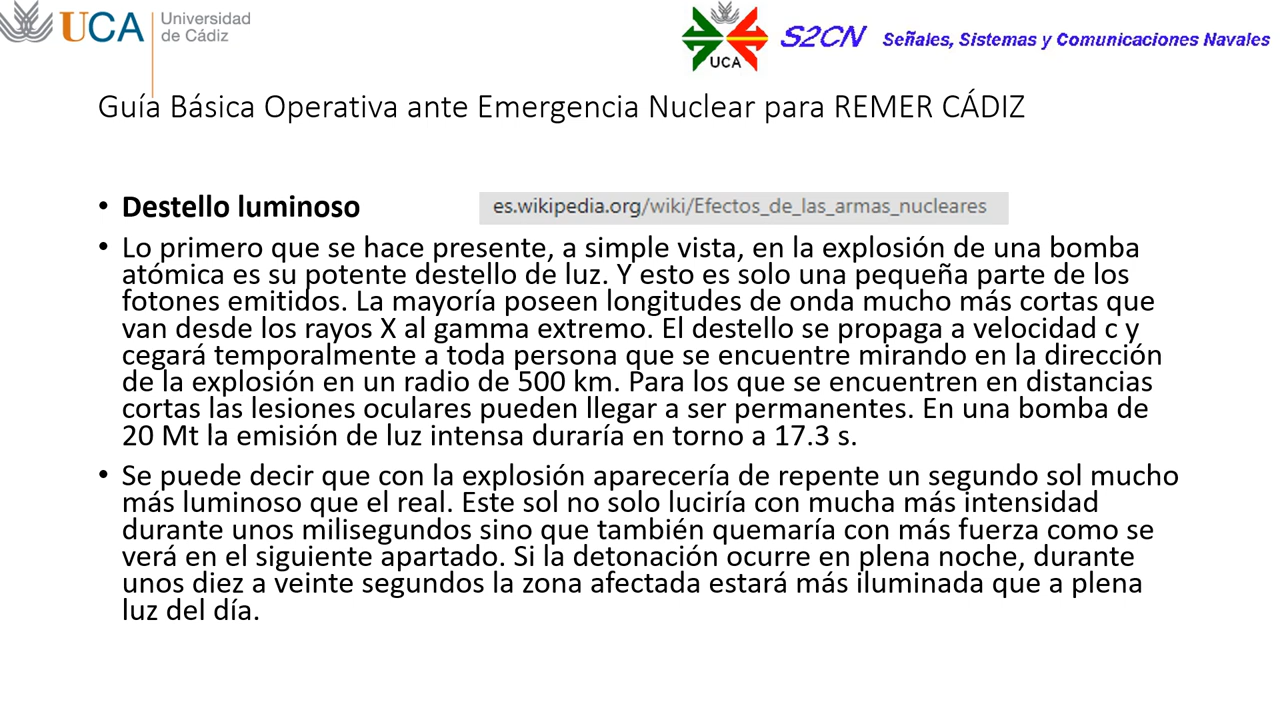 UCA Universidad de Cádiz
UCA
S2CN Señales, Sistemas y Comunicaciones Navales
Guía Básica Operativa ante Emergencia Nuclear para REMER CÁDIZ
• Destello luminoso
es.wikipedia.org/wiki/Efectos_de_las_armas_nucleares
• Lo primero que se hace presente, a simple vista, en la explosión de una bomba
atómica es su potente destello de luz. Y esto es solo una pequeña parte de los
fotones emitidos. La mayoría poseen longitudes de onda mucho más cortas que
van desde los rayos X al gamma extremo. El destello se propaga a velocidad c y
cegará temporalmente a toda persona que se encuentre mirando en la dirección
de la explosión en un radio de 500 km. Para los que se encuentren en distancias
cortas las lesiones oculares pueden llegar a ser permanentes. En una bomba de
20 Mt la emisión de luz intensa duraría en torno a 17.3 s.
• Se puede decir que con la explosión aparecería de repente un segundo sol mucho
más luminoso que el real. Este sol no solo luciría con mucha más intensidad
durante unos milisegundos sino que también quemaría con más fuerza como se
verá en el siguiente apartado. Si la detonación ocurre en plena noche, durante
unos diez a veinte segundos la zona afectada estará más iluminada que a plena
luz del día.